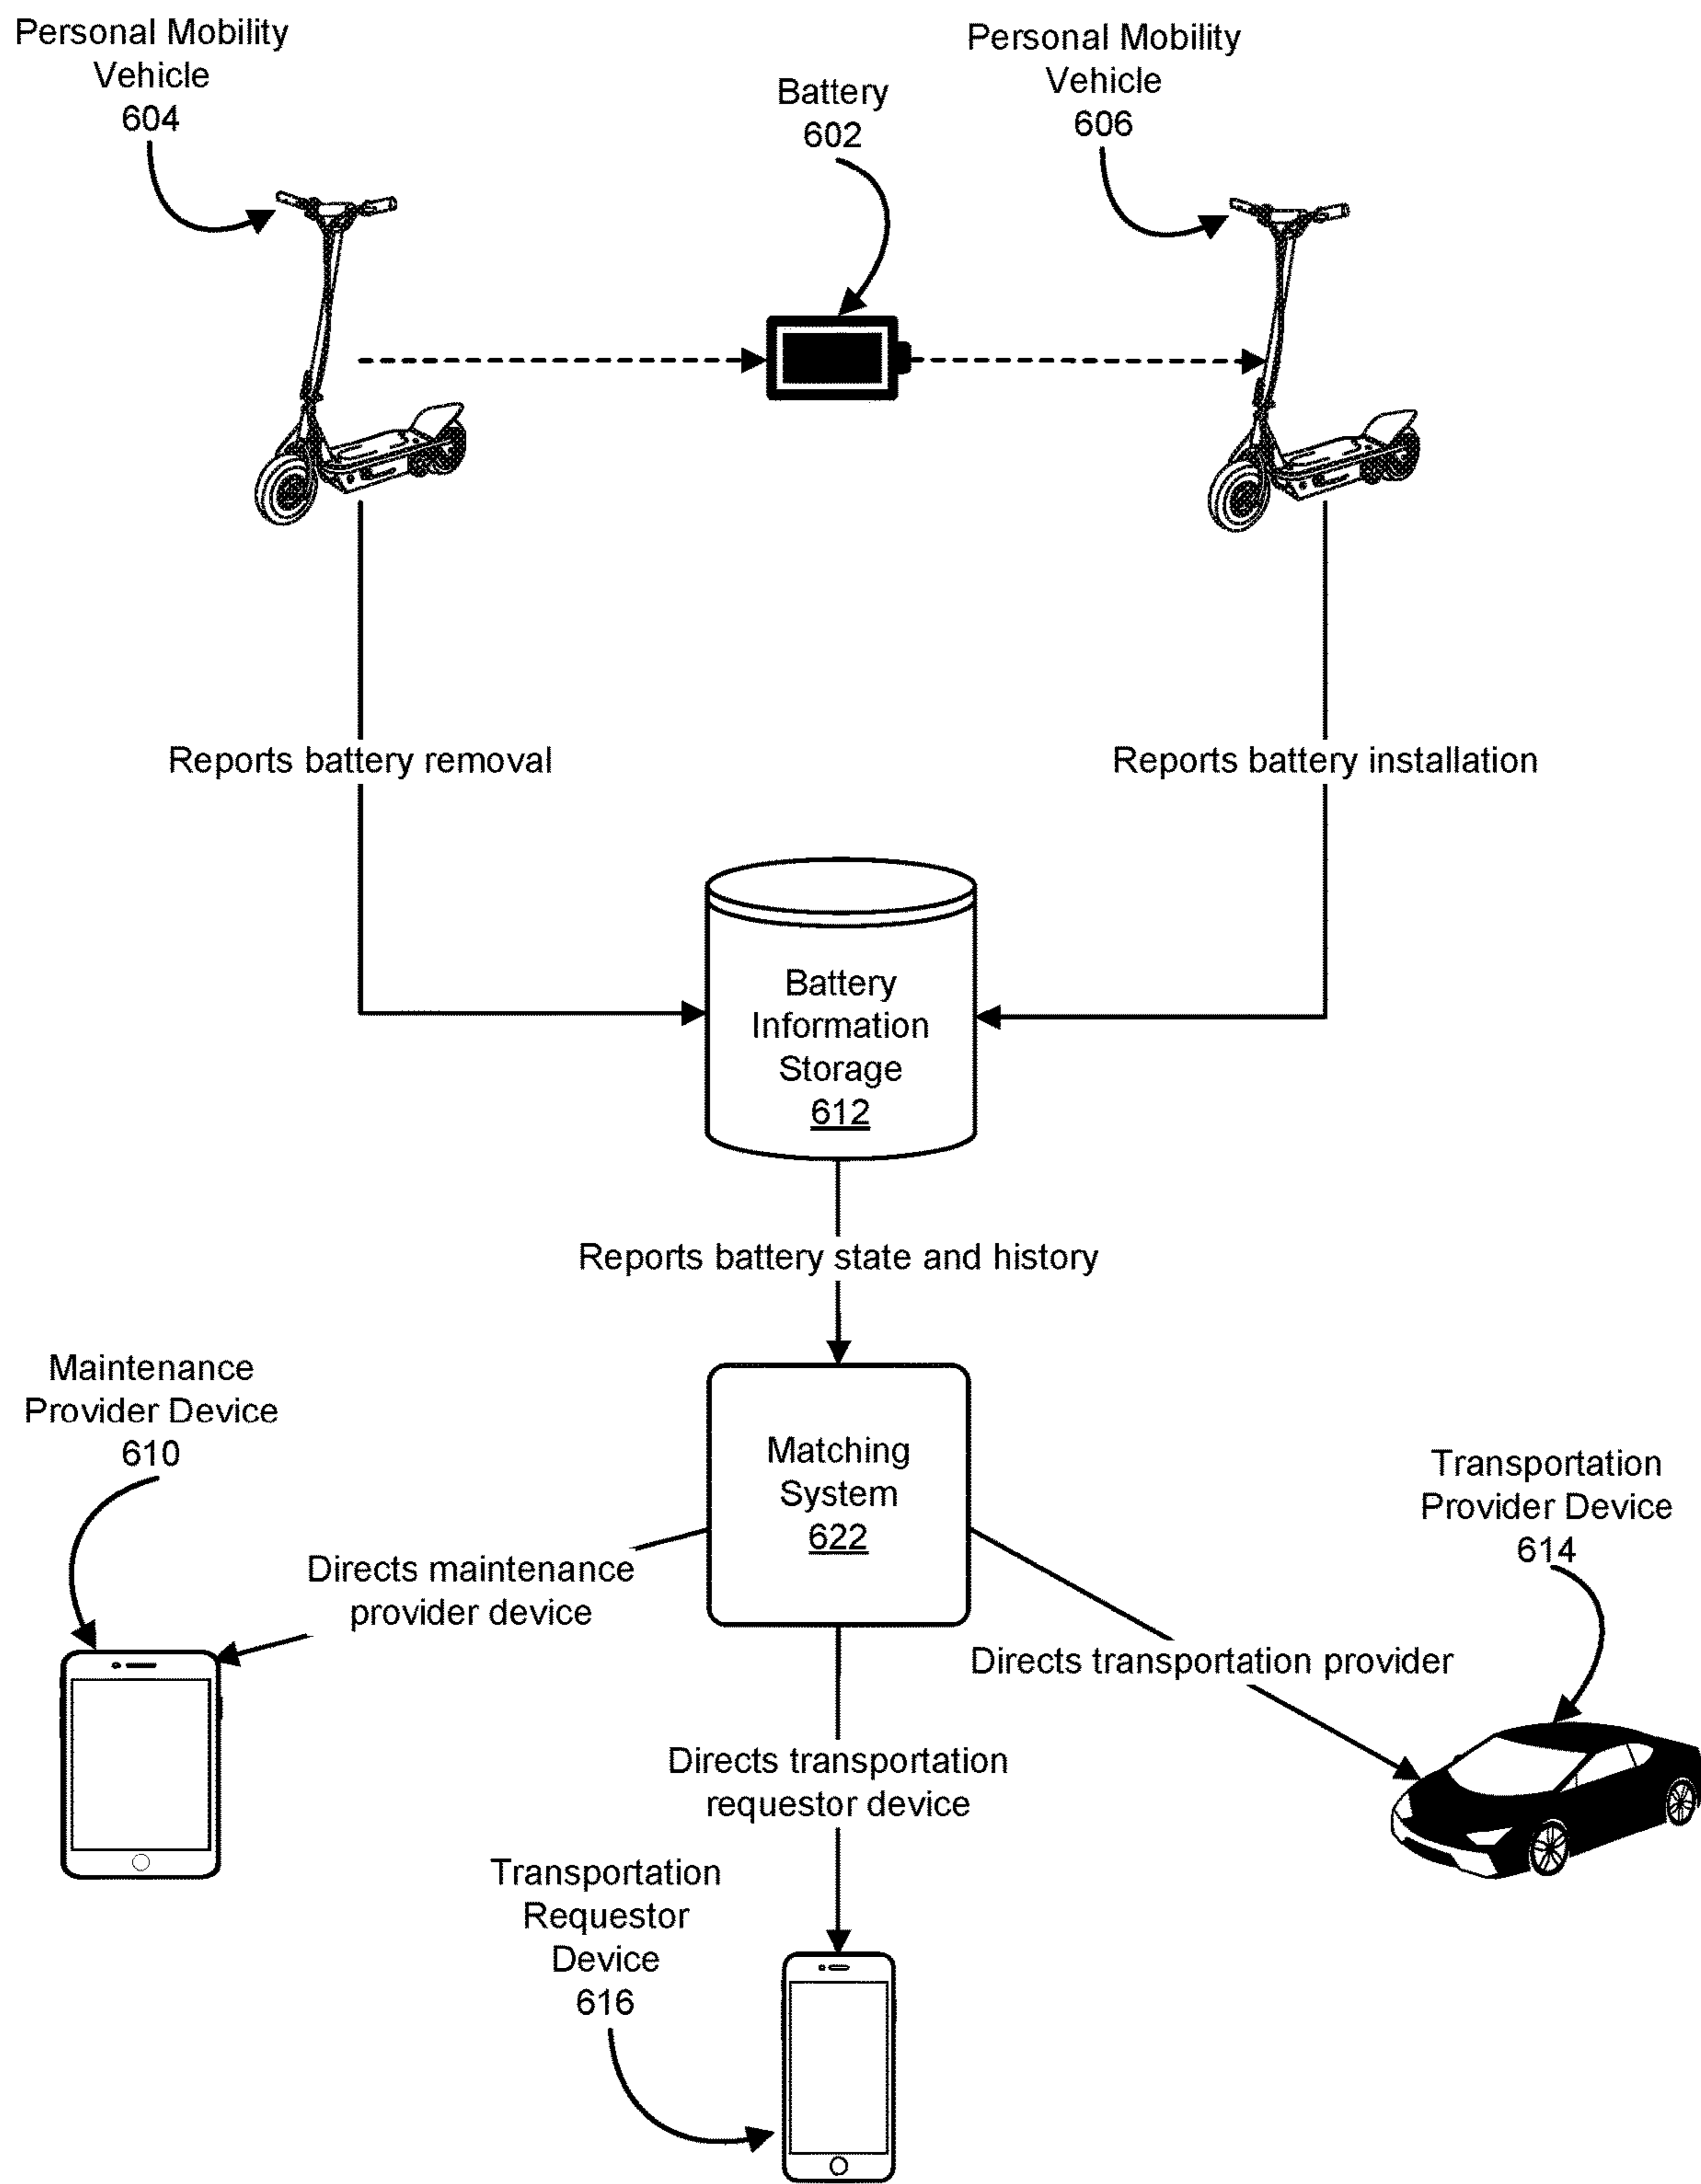 Personal Mobility
Vehicle
604
Battery
602
Personal Mobility
Vehicle
606
Reports battery removal
Reports battery installation
Battery
Information
Storage
612
Reports battery state and history
Maintenance
Provider Device
610
Matching
System
622
Transportation
Provider Device
614
Directs maintenance
provider device
Directs transportation provider
Directs transportation
requestor device
Transportation
Requestor
Device
616